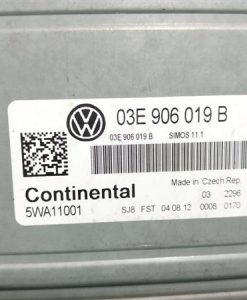 03E 906 019 B
03E 906 019 B SIMOS 11.1
Continental Made in Czech Rep.
03 2296
5WA11001 SJ8 FST 04.08.12 0008 0170